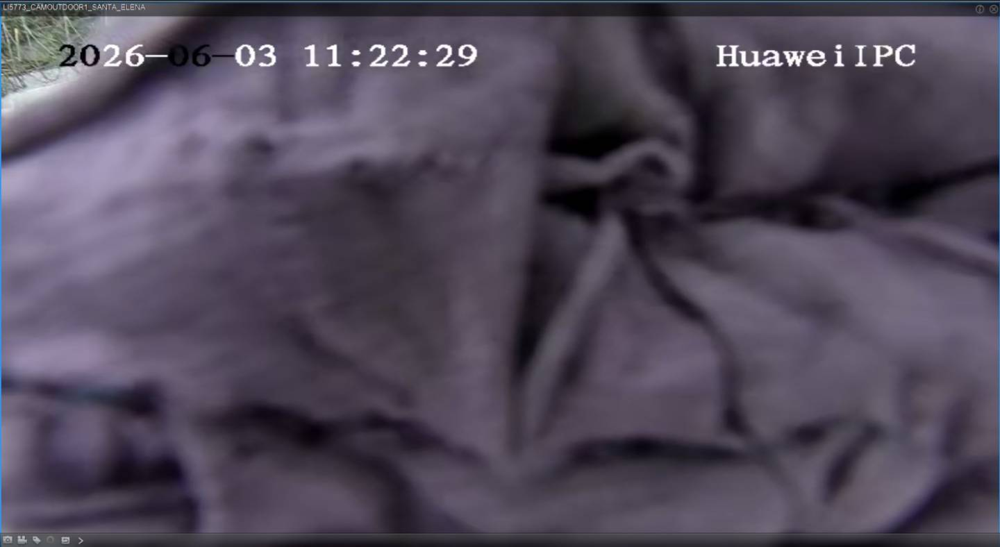 LI5773_CAMOUTDOOR1_SANTA_ELENA
2026-06-03 11:22:29
HuaweiIPC